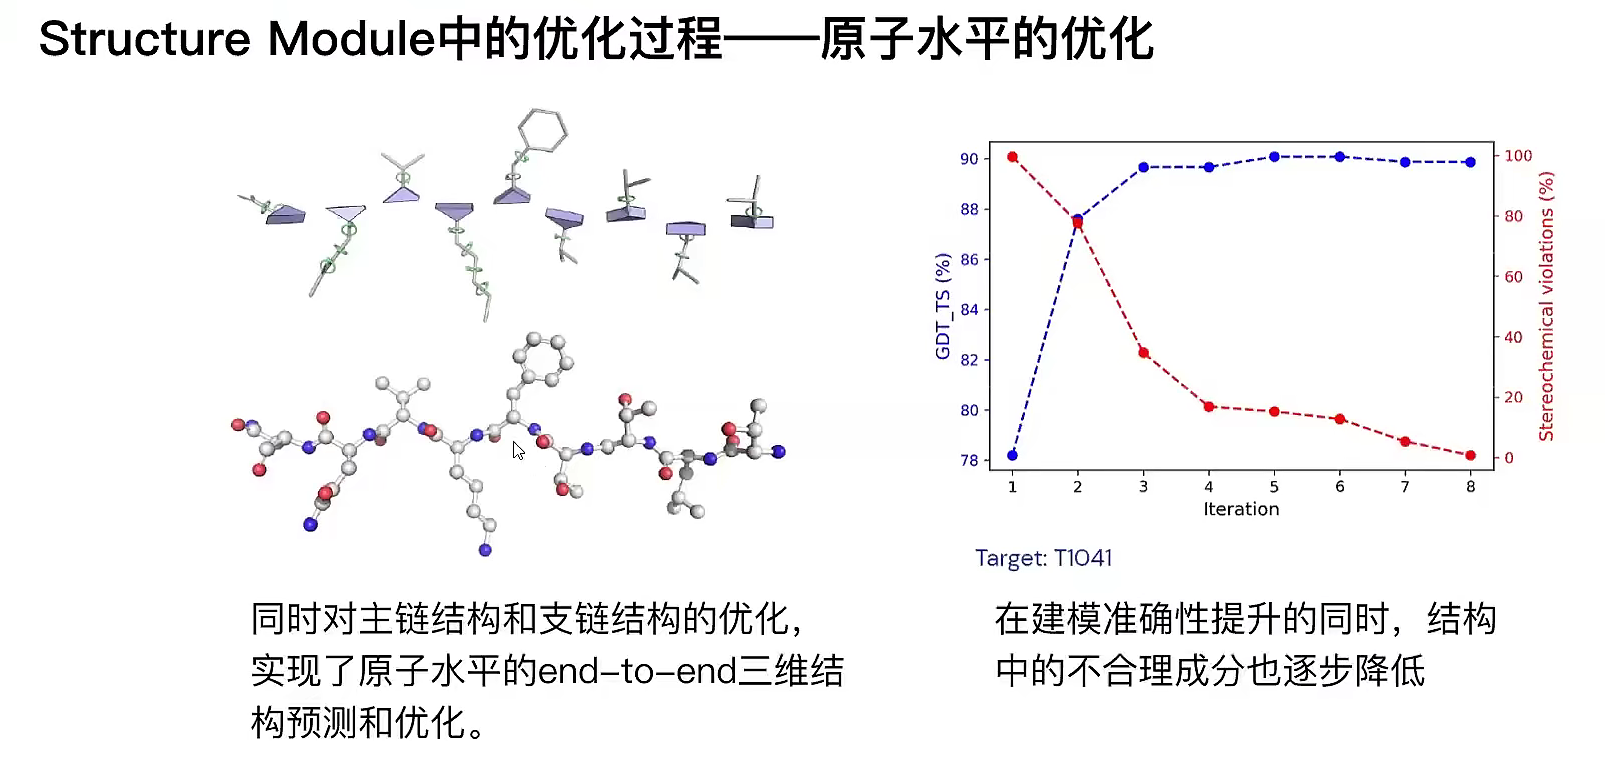 Structure Module中的优化过程——原子水平的优化
90
88
86
84
82
80
78
GDT_TS (%)
100
80
60
40
20
0
Stereochemical violations (%)
1 2 3 4 5 6 7 8
Iteration
Target: T1041
同时对主链结构和支链结构的优化，
实现了原子水平的end-to-end三维结
构预测和优化。
在建模准确性提升的同时，结构
中的不合理成分也逐步降低